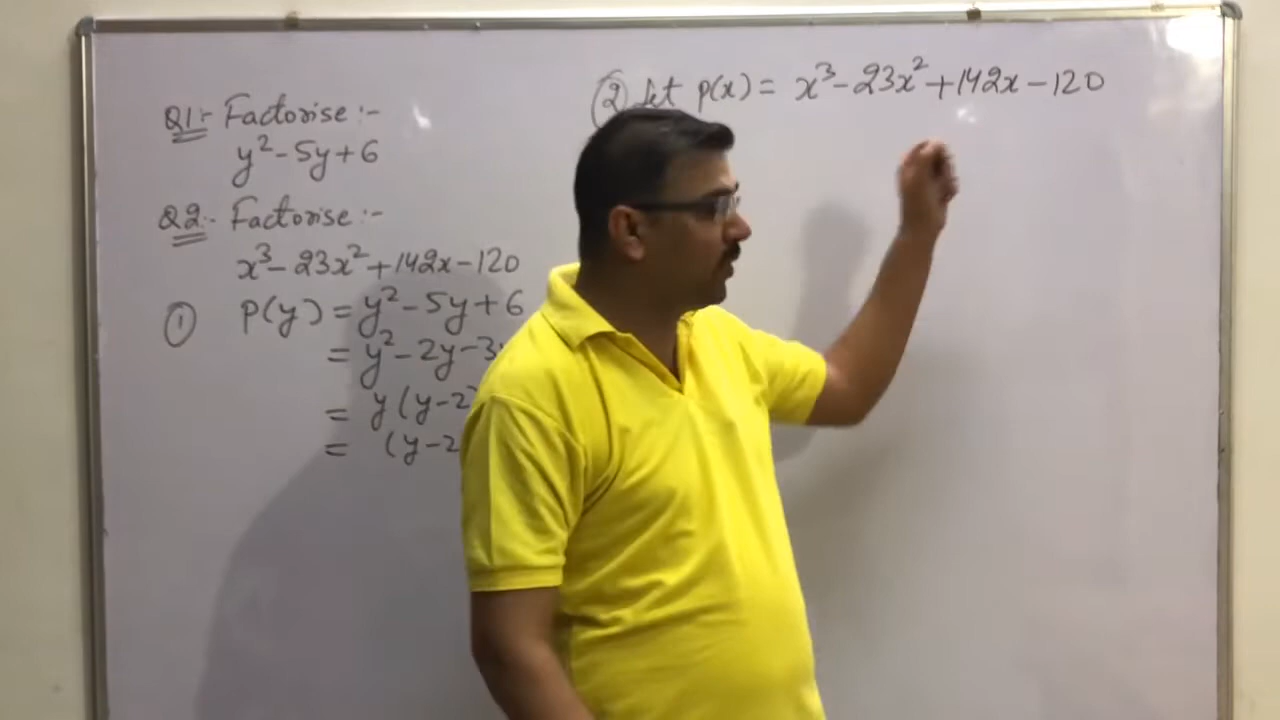 Q1:- Factorise :-
y² - 5y + 6
Q2:- Factorise :-
x³ - 23x² + 142x - 120
① P(y) = y² - 5y + 6
= y² - 2y - 3
= y (y - 2
= (y - 2
② Let p(x) = x³ - 23x² + 142x - 120